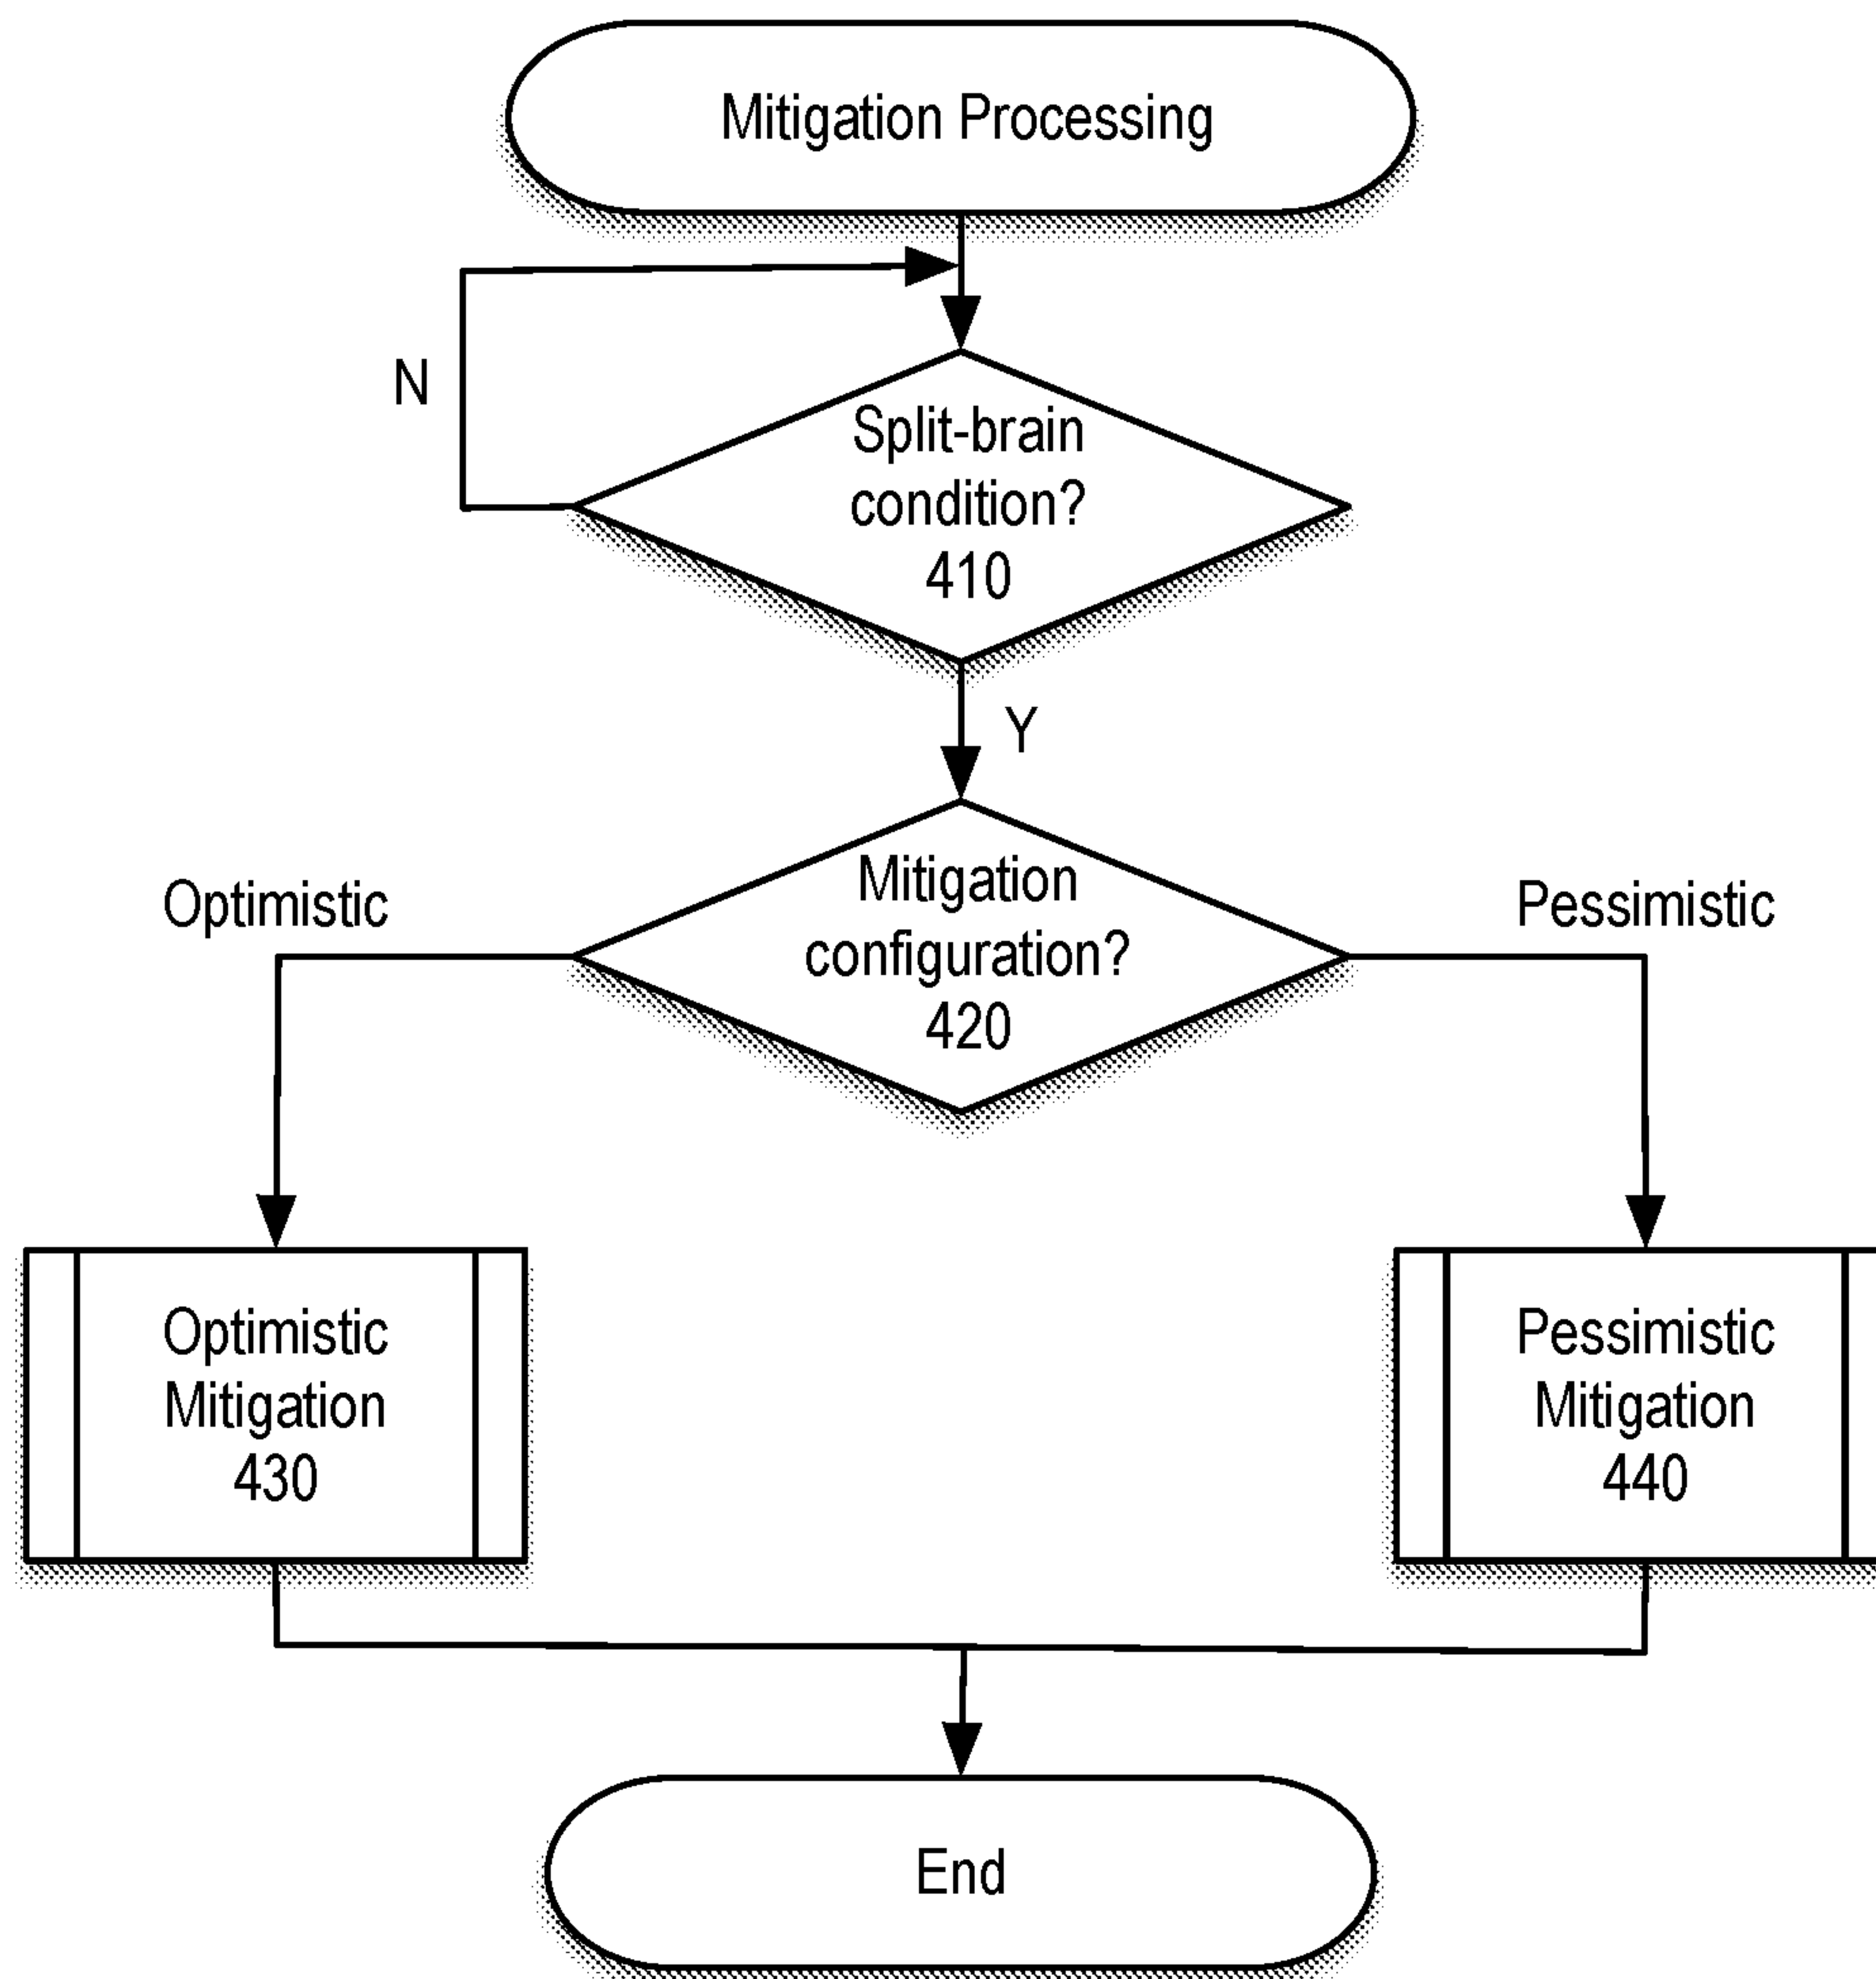 Mitigation Processing
N
Split-brain
condition?
410
Y
Optimistic
Mitigation
configuration?
420
Pessimistic
Optimistic
Mitigation
430
Pessimistic
Mitigation
440
End